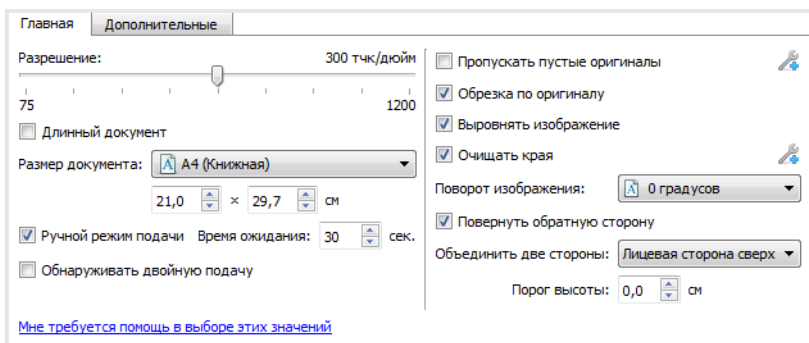 Главная
Дополнительные
Разрешение: 300 тчк/дюйм
75 1200
Длинный документ
Размер документа: A4 (Книжная)
21,0 × 29,7 см
Ручной режим подачи Время ожидания: 30 сек.
Обнаруживать двойную подачу
Мне требуется помощь в выборе этих значений
Пропускать пустые оригиналы
Обрезка по оригиналу
Выровнять изображение
Очищать края
Поворот изображения: 0 градусов
Повернуть обратную сторону
Объединить две стороны: Лицевая сторона сверх
Порог высоты: 0,0 см